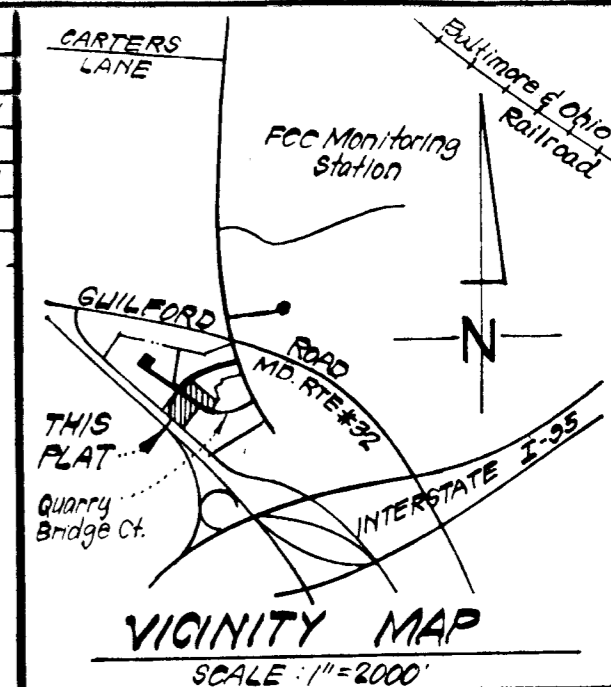 CARTERS
LANE
Baltimore & Ohio
Railroad
FCC Monitoring
Station
GUILFORD ROAD
MD. RTE #32
N
THIS
PLAT
Quarry
Bridge Ct.
INTERSTATE I-95
VICINITY MAP
SCALE : 1" = 2000'